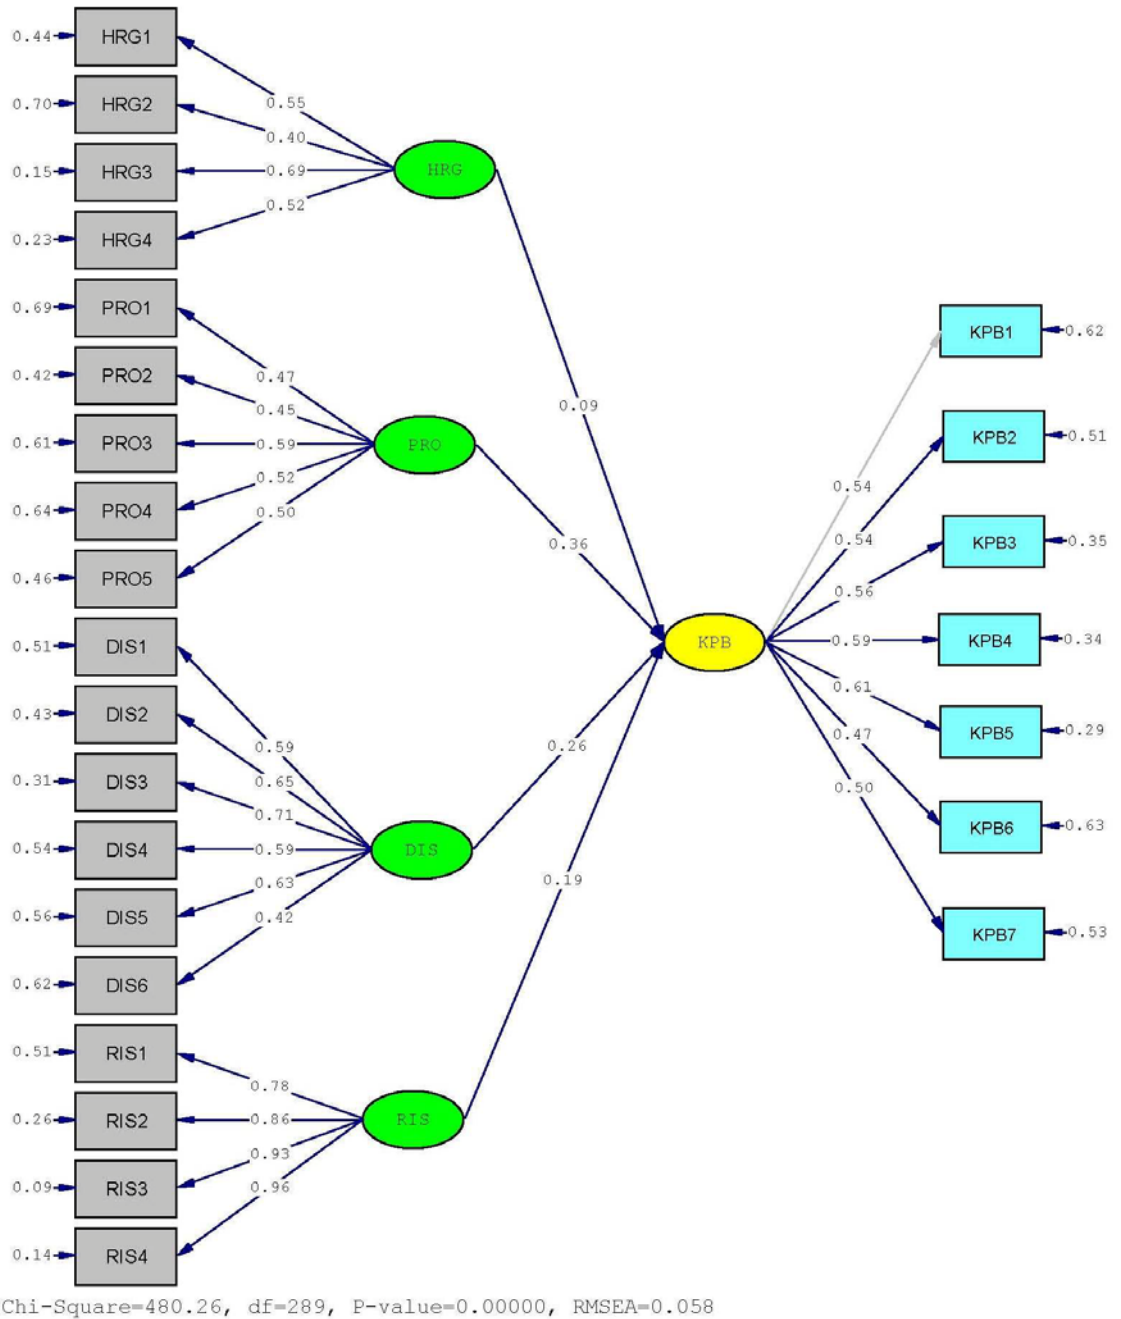 0.44 HRG1
0.55
0.70 HRG2
0.40
0.15 HRG3
0.69 HRG
0.52
0.23 HRG4
0.69 PRO1
KPB1 0.62
0.42 PRO2
0.47
0.09
0.45
0.61 PRO3
0.59 PRO
KPB2 0.51
0.52
0.54
0.64 PRO4
0.50
0.36
0.54
KPB3 0.35
0.46 PRO5
0.56
0.51 DIS1
KPB
0.59
KPB4 0.34
0.61
0.43 DIS2
0.59
0.26
0.47
KPB5 0.29
0.31 DIS3
0.65
0.71
0.50
0.54 DIS4
0.59 DIS
KPB6 0.63
0.63
0.19
0.56 DIS5
0.42
KPB7 0.53
0.62 DIS6
0.51 RIS1
0.78
0.26 RIS2
0.86 RIS
0.93
0.09 RIS3
0.96
0.14 RIS4
Chi-Square=480.26, df=289, P-value=0.00000, RMSEA=0.058